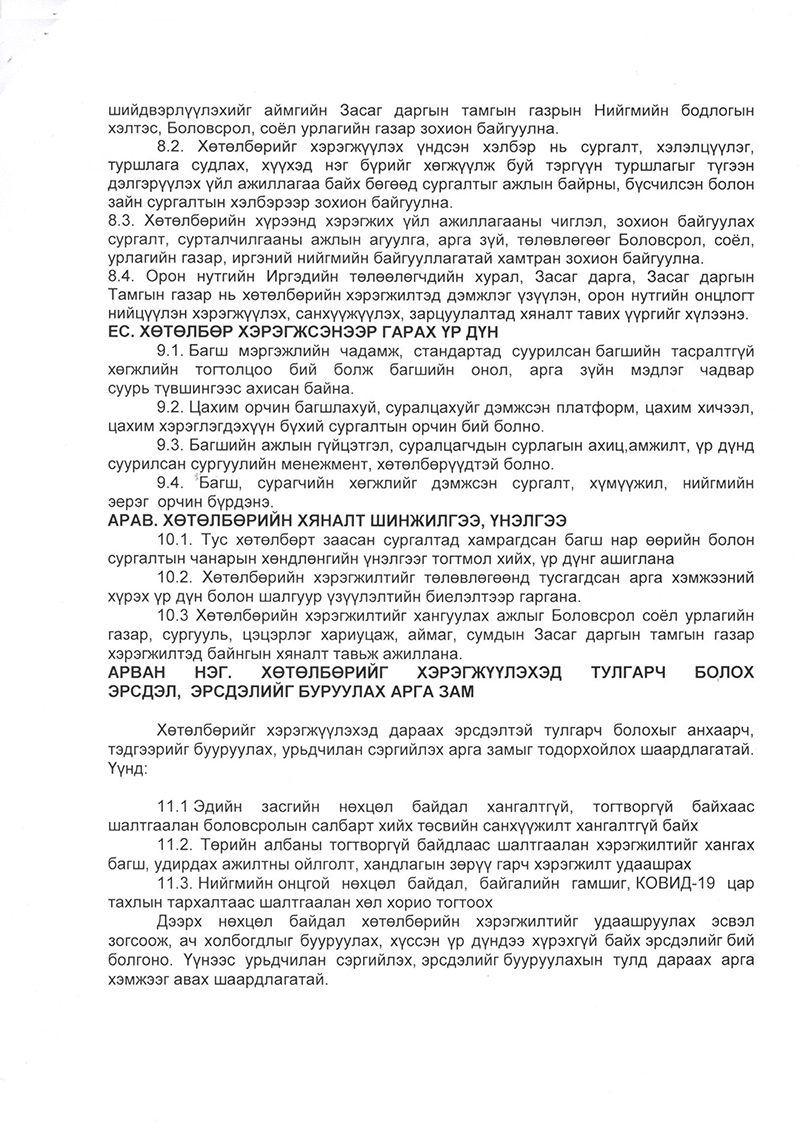 шийдвэрлүүлэхийг аймгийн Засаг даргын тамгын газрын Нийгмийн бодлогын
хэлтэс, Боловсрол, соёл урлагийн газар зохион байгуулна.
8.2. Хөтөлбөрийг хэрэгжүүлэх үндсэн хэлбэр нь сургалт, хэлэлцүүлэг,
туршлага судлах, хүүхэд нэг бүрийг хөгжүүлж буй тэргүүн туршлагыг түгээн
дэлгэрүүлэх үйл ажиллагаа байх бөгөөд сургалтыг ажлын байрны, бүсчилсэн болон
зайн сургалтын хэлбэрээр зохион байгуулна.
8.3. Хөтөлбөрийн хүрээнд хэрэгжих үйл ажиллагааны чиглэл, зохион байгуулах
сургалт, сурталчилгааны ажлын агуулга, арга зүй, төлөвлөгөөг Боловсрол, соёл,
урлагийн газар, иргэний нийгмийн байгууллагатай хамтран зохион байгуулна.
8.4. Орон нутгийн Иргэдийн төлөөлөгчдийн хурал, Засаг дарга, Засаг даргын
Тамгын газар нь хөтөлбөрийн хэрэгжилтэд дэмжлэг үзүүлэн, орон нутгийн онцлогт
нийцүүлэн хэрэгжүүлэх, санхүүжүүлэх, зарцуулалтад хяналт тавих үүргийг хүлээнэ.
ЕС. ХӨТӨЛБӨР ХЭРЭГЖСЭНЭЭР ГАРАХ ҮР ДҮН
9.1. Багш мэргэжлийн чадамж, стандартад суурилсан багшийн тасралтгүй
хөгжлийн тогтолцоо бий болж багшийн онол, арга зүйн мэдлэг чадвар
суурь түвшингээс ахисан байна.
9.2. Цахим орчин багшлахуй, суралцахуйг дэмжсэн платформ, цахим хичээл,
цахим хэрэглэгдэхүүн бүхий сургалтын орчин бий болно.
9.3. Багшийн ажлын гүйцэтгэл, суралцагчдын сурлагын ахиц,амжилт, үр дүнд
суурилсан сургуулийн менежмент, хөтөлбөрүүдтэй болно.
9.4. Багш, сурагчийн хөгжлийг дэмжсэн сургалт, хүмүүжил, нийгмийн
эерэг орчин бүрдэнэ.
АРАВ. ХӨТӨЛБӨРИЙН ХЯНАЛТ ШИНЖИЛГЭЭ, ҮНЭЛГЭЭ
10.1. Тус хөтөлбөрт заасан сургалтад хамрагдсан багш нар өөрийн болон
сургалтын чанарын хөндлөнгийн үнэлгээг тогтмол хийх, үр дүнг ашиглана
10.2. Хөтөлбөрийн хэрэгжилтийг төлөвлөгөөнд тусгагдсан арга хэмжээний
хүрэх үр дүн болон шалгуур үзүүлэлтийн биелэлтээр гаргана.
10.3 Хөтөлбөрийн хэрэгжилтийг хангуулах ажлыг Боловсрол соёл урлагийн
газар, сургууль, цэцэрлэг хариуцаж, аймаг, сумдын Засаг даргын тамгын газар
хэрэгжилтэд байнгын хяналт тавьж ажиллана.
АРВАН НЭГ. ХӨТӨЛБӨРИЙГ ХЭРЭГЖҮҮЛЭХЭД ТУЛГАРЧ БОЛОХ
ЭРСДЭЛ, ЭРСДЭЛИЙГ БУРУУЛАХ АРГА ЗАМ
Хөтөлбөрийг хэрэгжүүлэхэд дараах эрсдэлтэй тулгарч болохыг анхаарч,
тэдгээрийг бууруулах, урьдчилан сэргийлэх арга замыг тодорхойлох шаардлагатай.
Үүнд:
11.1 Эдийн засгийн нөхцөл байдал хангалтгүй, тогтворгүй байхаас
шалтгаалан боловсролын салбарт хийх төсвийн санхүүжилт хангалтгүй байх
11.2. Төрийн албаны тогтворгүй байдлаас шалтгаалан хэрэгжилтийг хангах
багш, удирдах ажилтны ойлголт, хандлагын зөрүү гарч хэрэгжилт удаашрах
11.3. Нийгмийн онцгой нөхцөл байдал, байгалийн гамшиг, КОВИД-19 цар
тахлын тархалтаас шалтгаалан хөл хорио тогтоох
Дээрх нөхцөл байдал хөтөлбөрийн хэрэгжилтийг удаашруулах эсвэл
зогсоож, ач холбогдлыг бууруулах, хүссэн үр дүндээ хүрэхгүй байх эрсдэлийг бий
болгоно. Үүнээс урьдчилан сэргийлэх, эрсдэлийг бууруулахын тулд дараах арга
хэмжээг авах шаардлагатай.